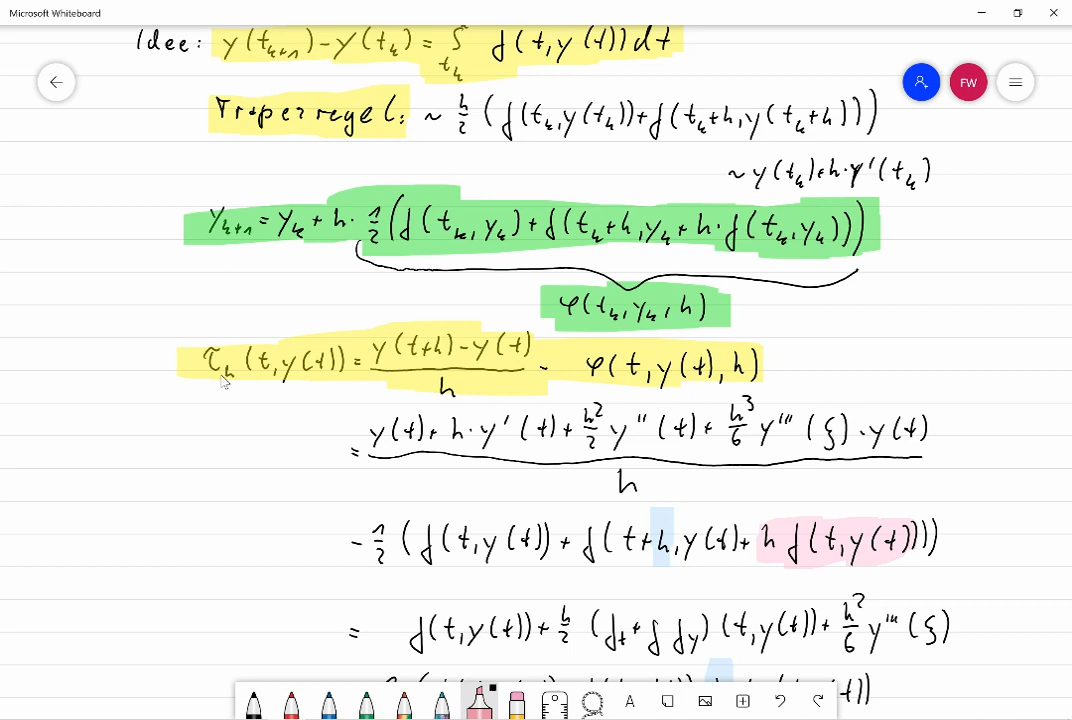 Microsoft Whiteboard
Idee: y(t_{k+1}) - y(t_k) = ∫_{t_k} f(t, y(t)) dt
FW
Trapezregel: ~ h/2 (f(t_k, y(t_k)) + f(t_k+h, y(t_k+h)))
~ y(t_k) + h · y'(t_k)
y_{k+1} = y_k + h · 1/2 (f(t_k, y_k) + f(t_k+h, y_k + h · f(t_k, y_k)))
φ(t_k, y_k, h)
τ_h(t, y(t)) = (y(t+h) - y(t)) / h - φ(t, y(t), h)
= (y(t) + h · y'(t) + h²/2 y''(t) + h³/6 y'''(ξ) - y(t)) / h
- 1/2 (f(t, y(t)) + f(t+h, y(t) + h f(t, y(t))))
= f(t, y(t)) + h/2 (f_t + f f_y)(t, y(t)) + h²/6 y'''(ξ)
A